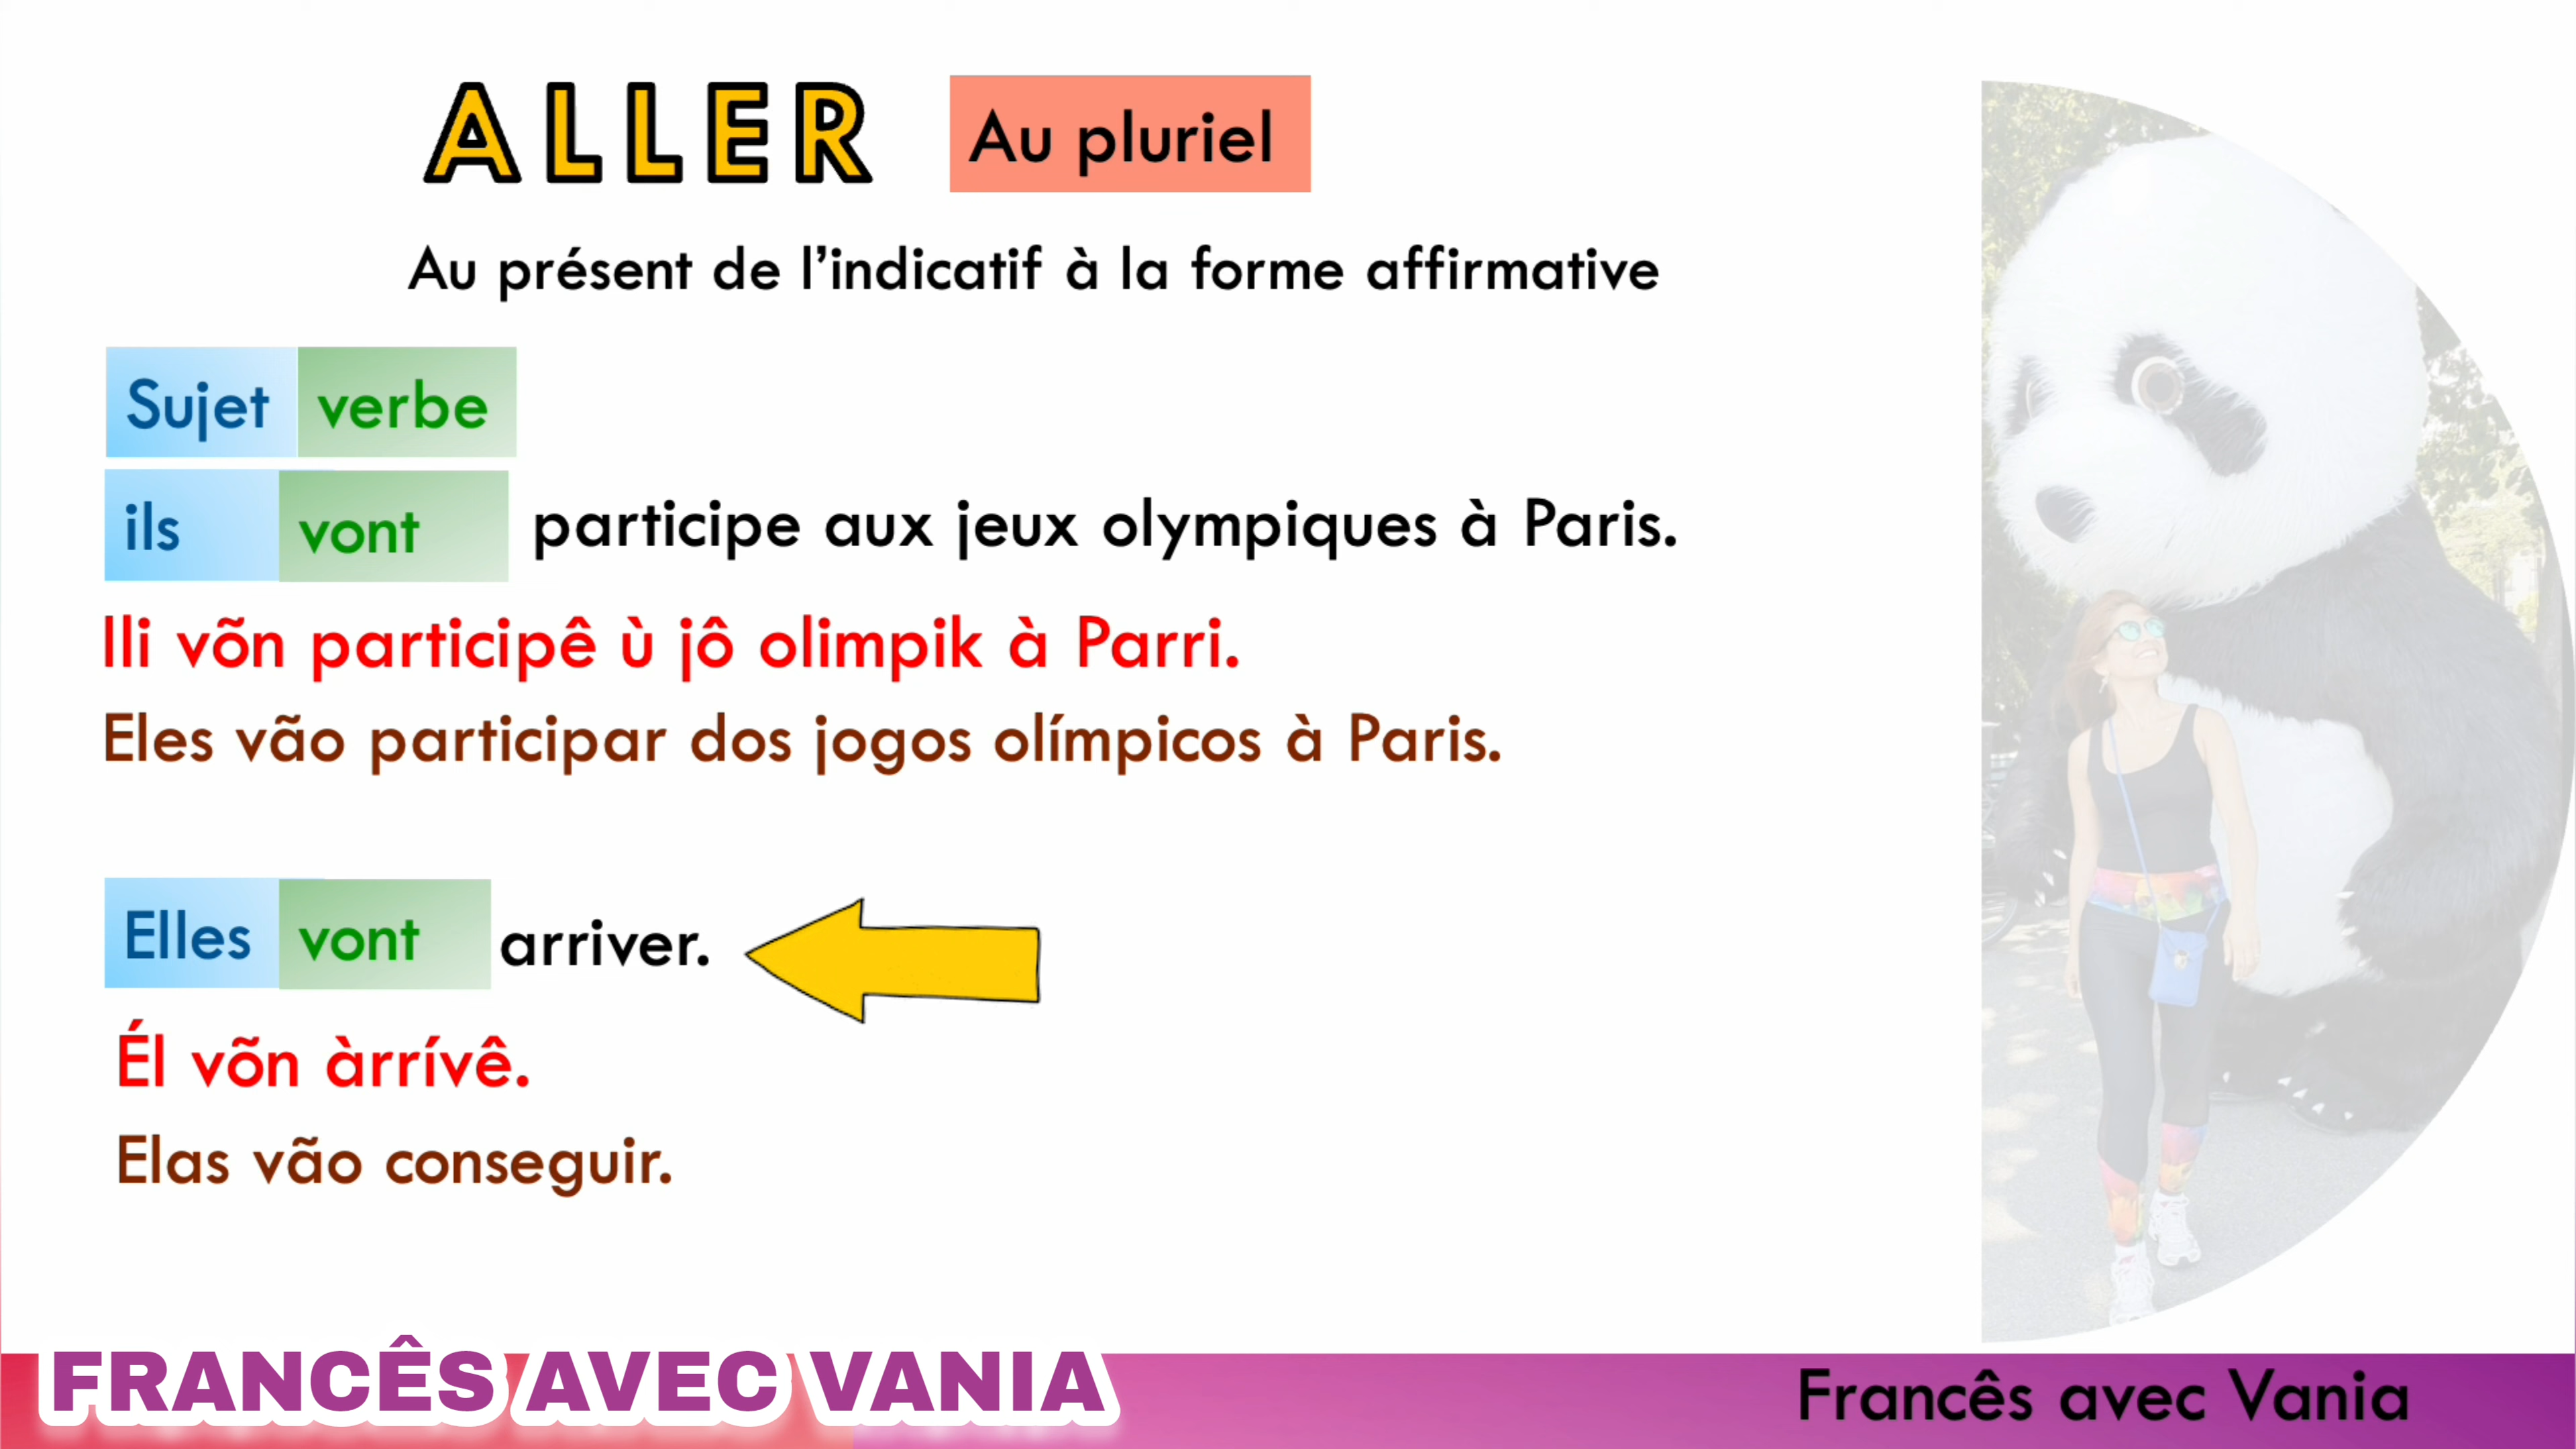 ALLER Au pluriel
Au présent de l’indicatif à la forme affirmative
Sujet verbe
ils vont participe aux jeux olympiques à Paris.
Ili võn participê ù jô olimpik à Parri.
Eles vão participar dos jogos olímpicos à Paris.
Elles vont arriver.
Él võn àrrívê.
Elas vão conseguir.
FRANCÊS AVEC VANIA
Francês avec Vania